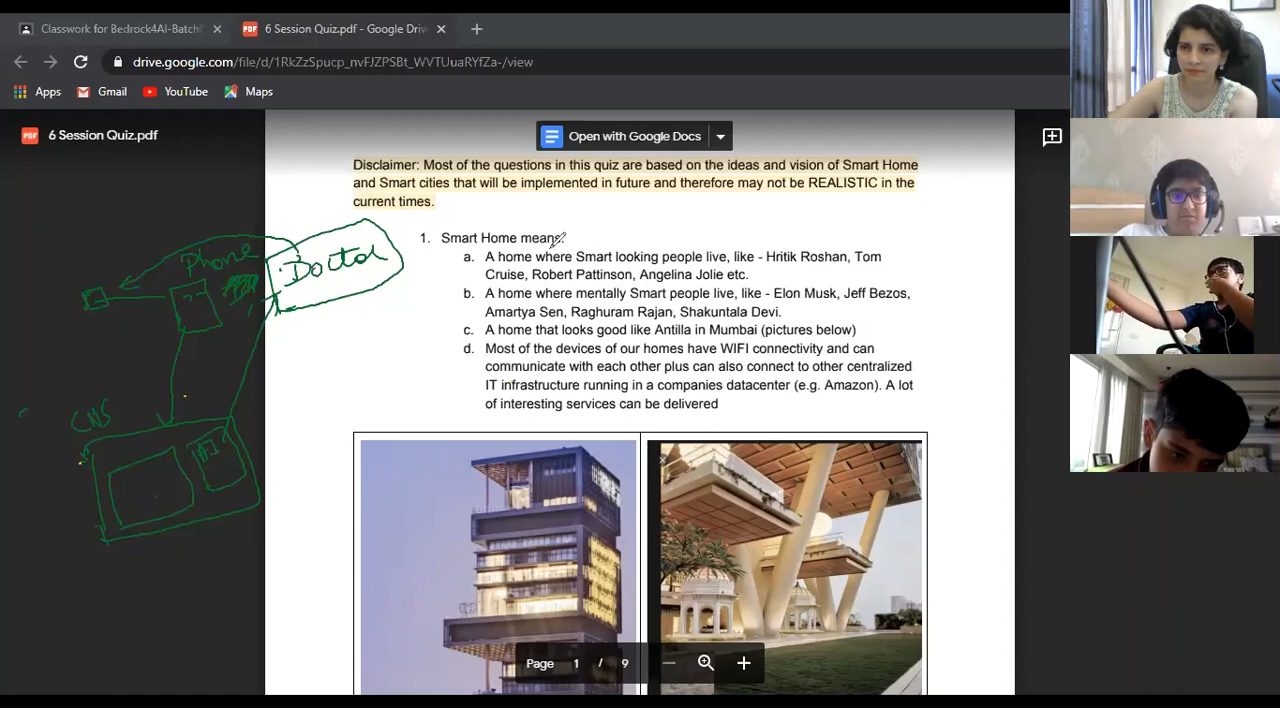 Classwork for Bedrock4AI-Batch
6 Session Quiz.pdf - Google Driv
drive.google.com/file/d/1RkZzSpucp_nvFJZPSBt_WVTUuaRYfZa-/view
Apps Gmail YouTube Maps
PDF 6 Session Quiz.pdf
Open with Google Docs
Disclaimer: Most of the questions in this quiz are based on the ideas and vision of Smart Home
and Smart cities that will be implemented in future and therefore may not be REALISTIC in the
current times.
1. Smart Home means?
a. A home where Smart looking people live, like - Hritik Roshan, Tom
Cruise, Robert Pattinson, Angelina Jolie etc.
b. A home where mentally Smart people live, like - Elon Musk, Jeff Bezos,
Amartya Sen, Raghuram Rajan, Shakuntala Devi.
c. A home that looks good like Antilla in Mumbai (pictures below)
d. Most of the devices of our homes have WIFI connectivity and can
communicate with each other plus can also connect to other centralized
IT infrastructure running in a companies datacenter (e.g. Amazon). A lot
of interesting services can be delivered
Phone
Doctor
CNS
AI
Page 1 / 9